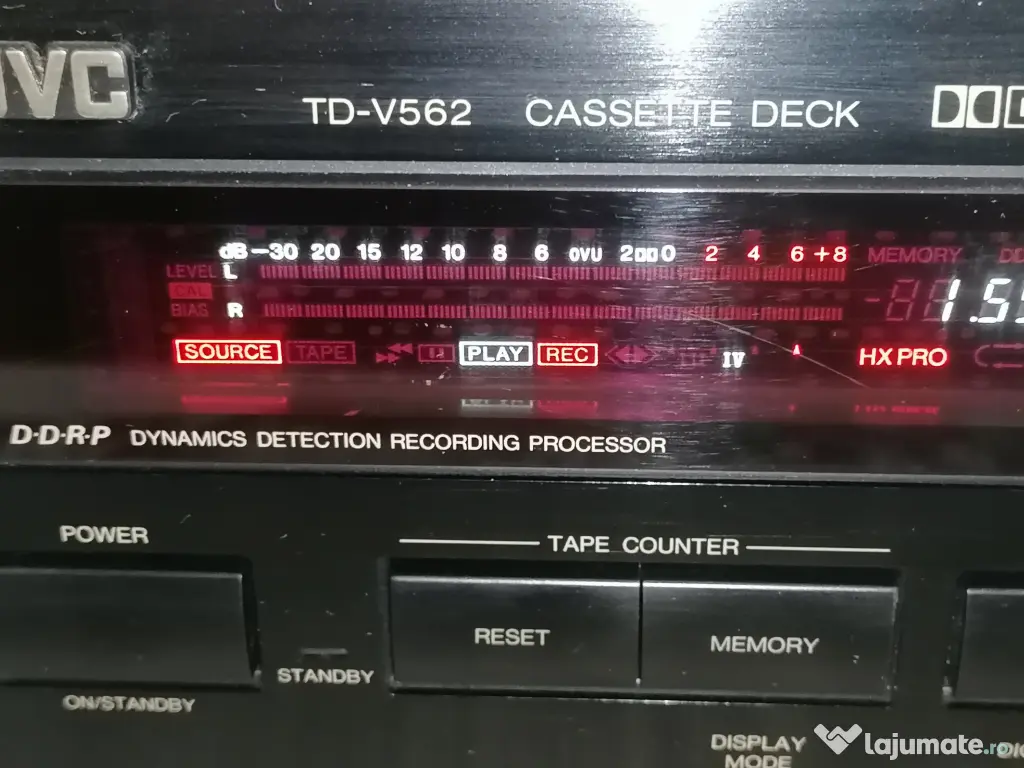 JVC
TD-V562 CASSETTE DECK
dB -30 20 15 12 10 8 6 0VU 2 0 2 4 6 +8 MEMORY
LEVEL L
CAL
BIAS R
1.5
SOURCE TAPE PLAY REC IV HX PRO
D·D·R·P DYNAMICS DETECTION RECORDING PROCESSOR
POWER
TAPE COUNTER
RESET MEMORY
STANDBY
ON/STANDBY
DISPLAY
MODE
lajumate.ro